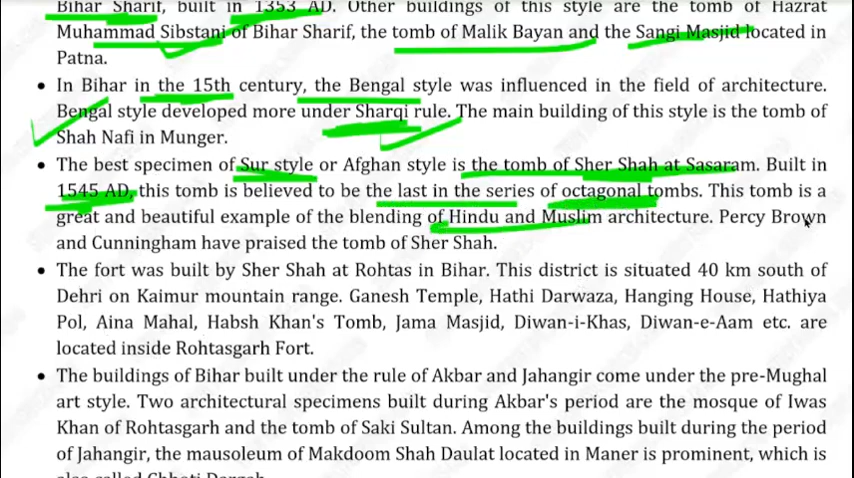 Bihar Sharif, built in 1353 AD. Other buildings of this style are the tomb of Hazrat
Muhammad Sibstani of Bihar Sharif, the tomb of Malik Bayan and the Sangi Masjid located in
Patna.
• In Bihar in the 15th century, the Bengal style was influenced in the field of architecture.
Bengal style developed more under Sharqi rule. The main building of this style is the tomb of
Shah Nafi in Munger.
• The best specimen of Sur style or Afghan style is the tomb of Sher Shah at Sasaram. Built in
1545 AD, this tomb is believed to be the last in the series of octagonal tombs. This tomb is a
great and beautiful example of the blending of Hindu and Muslim architecture. Percy Brown
and Cunningham have praised the tomb of Sher Shah.
• The fort was built by Sher Shah at Rohtas in Bihar. This district is situated 40 km south of
Dehri on Kaimur mountain range. Ganesh Temple, Hathi Darwaza, Hanging House, Hathiya
Pol, Aina Mahal, Habsh Khan's Tomb, Jama Masjid, Diwan-i-Khas, Diwan-e-Aam etc. are
located inside Rohtasgarh Fort.
• The buildings of Bihar built under the rule of Akbar and Jahangir come under the pre-Mughal
art style. Two architectural specimens built during Akbar's period are the mosque of Iwas
Khan of Rohtasgarh and the tomb of Saki Sultan. Among the buildings built during the period
of Jahangir, the mausoleum of Makdoom Shah Daulat located in Maner is prominent, which is
also called Chhoti Dargah.